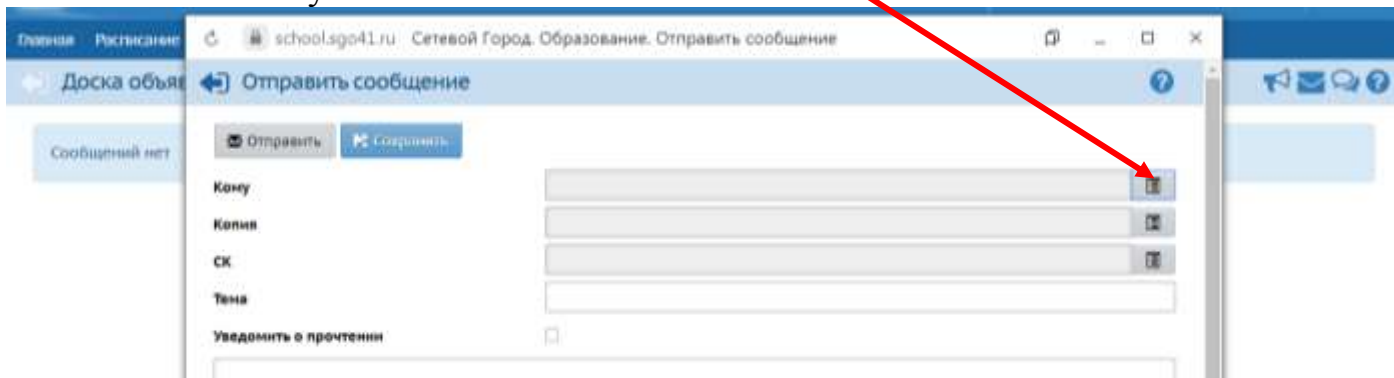 Главная Расписание
school.sgo41.ru Сетевой Город. Образование. Отправить сообщение
Доска объяв
Отправить сообщение
Сообщений нет
Отправить Сохранить
Кому
Копия
СК
Тема
Уведомить о прочтении